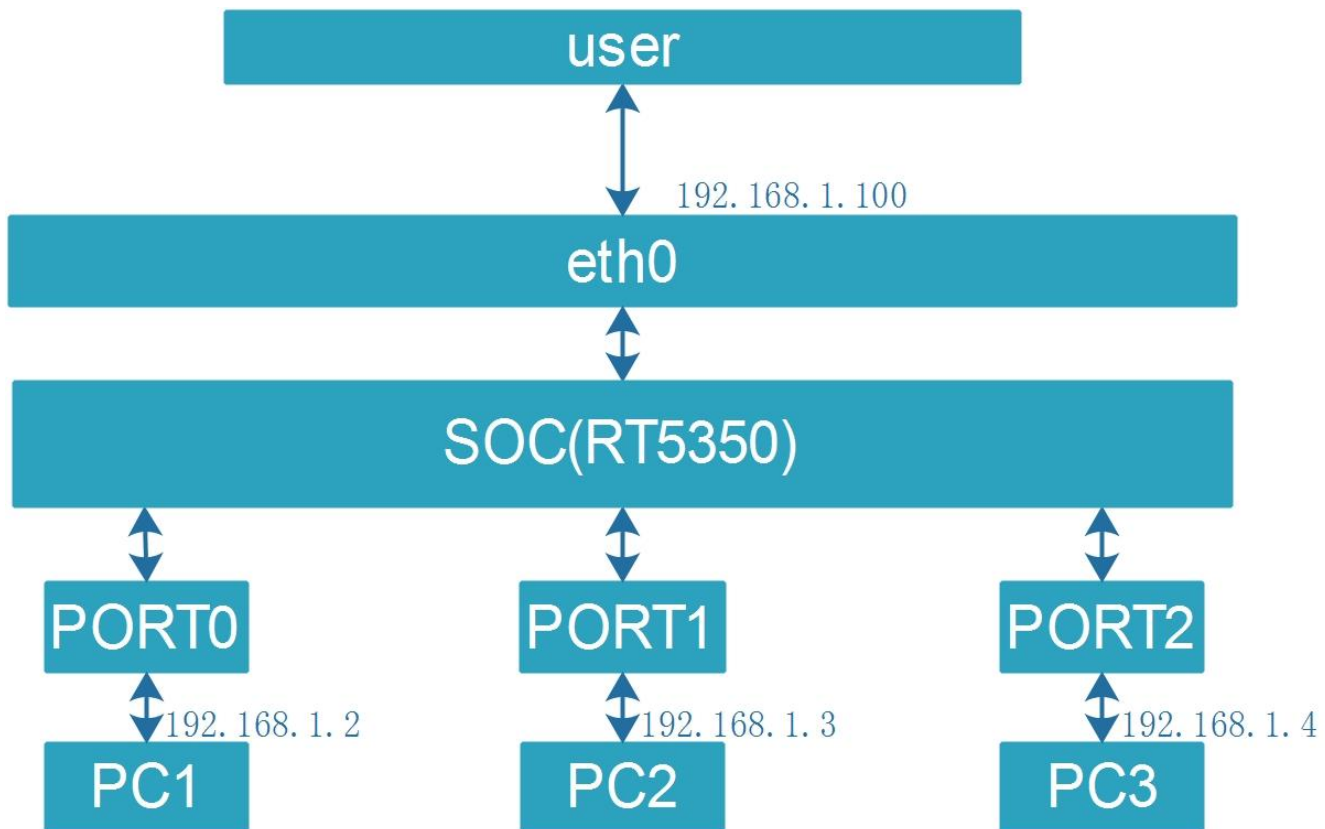 user
192.168.1.100
eth0
SOC(RT5350)
PORT0
PORT1
PORT2
192.168.1.2
192.168.1.3
192.168.1.4
PC1
PC2
PC3